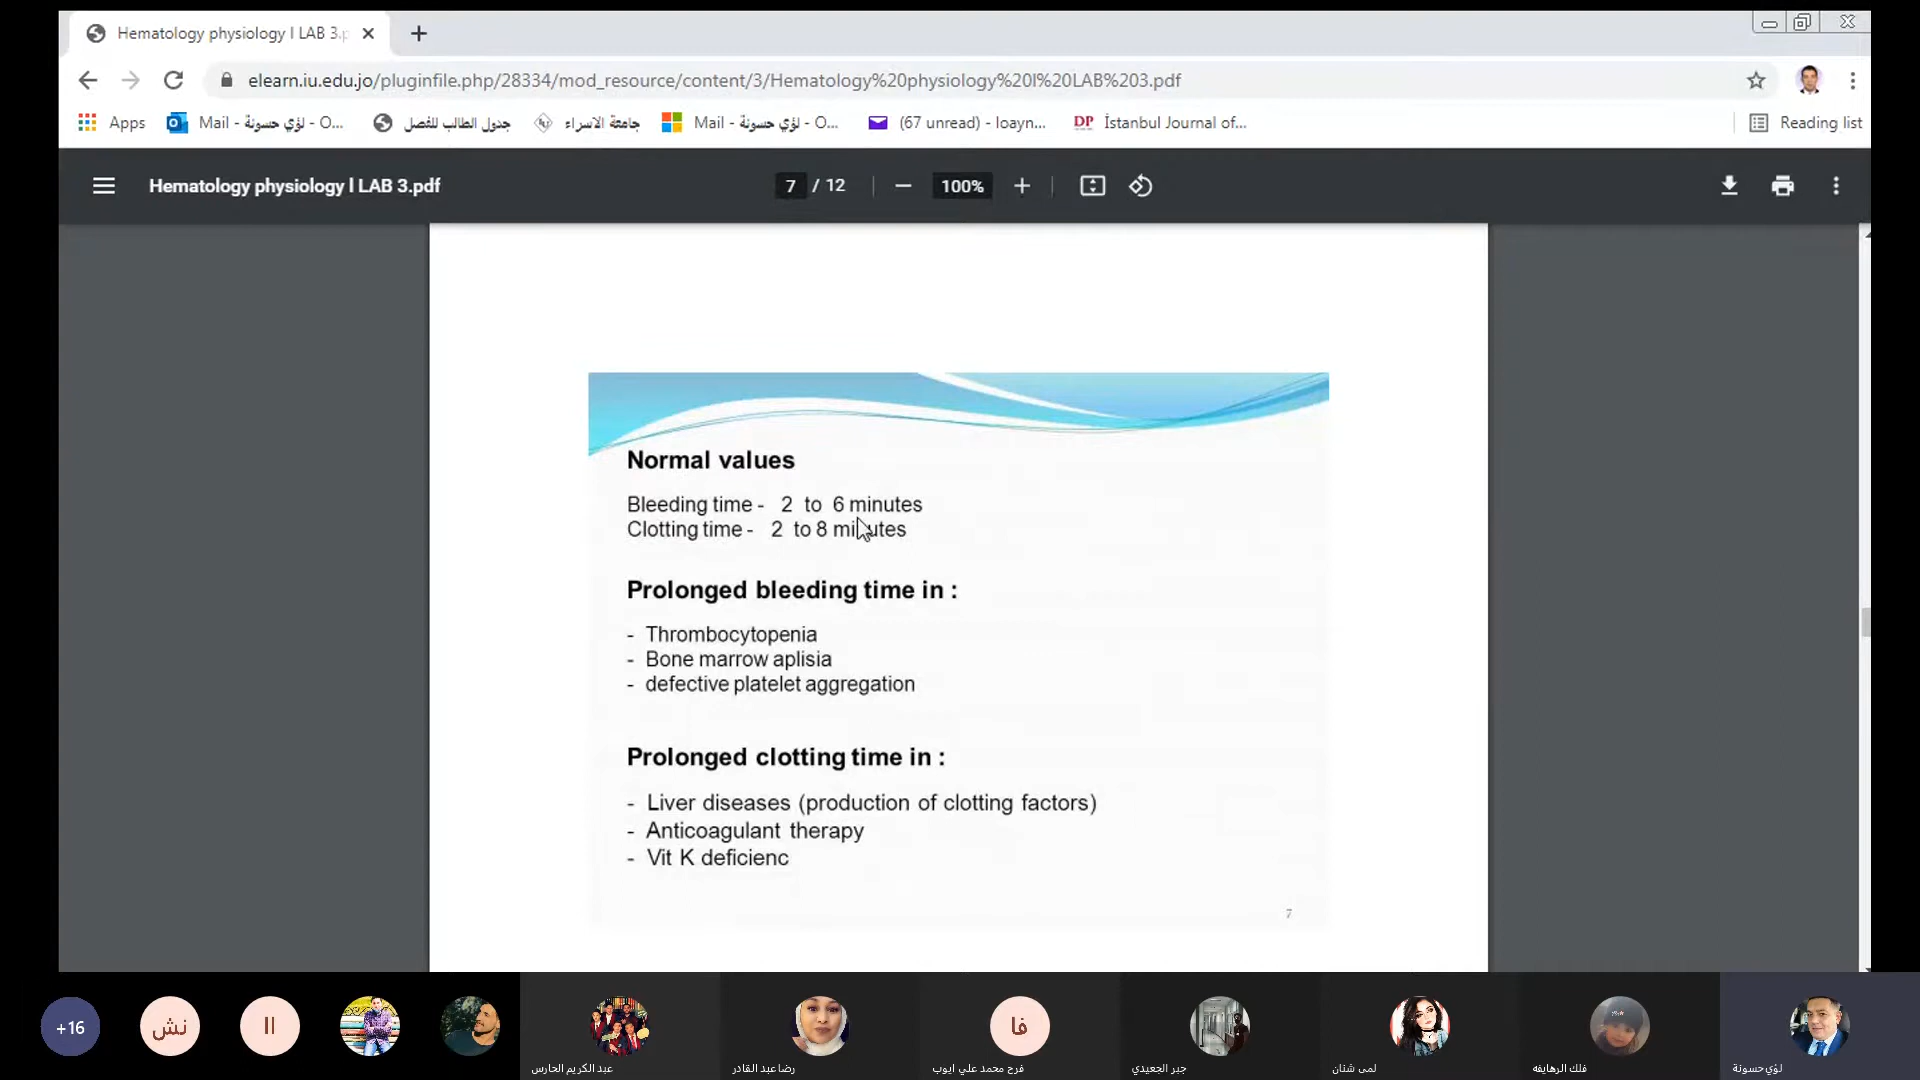 Hematology physiology l LAB 3.p
elearn.iu.edu.jo/pluginfile.php/28334/mod_resource/content/3/Hematology%20physiology%20l%20LAB%203.pdf
Apps
Mail - لؤي حسونة - O...
جدول الطالب للفصل
جامعة الاسراء
Mail - لؤي حسونة - O...
(67 unread) - loayn...
DP İstanbul Journal of...
Reading list
Hematology physiology l LAB 3.pdf
7 / 12
100%
Normal values
Bleeding time - 2 to 6 minutes
Clotting time - 2 to 8 minutes
Prolonged bleeding time in :
- Thrombocytopenia
- Bone marrow aplisia
- defective platelet aggregation
Prolonged clotting time in :
- Liver diseases (production of clotting factors)
- Anticoagulant therapy
- Vit K deficienc
7
+16
نش
اا
فا
عبد الكريم الحارس
رضا عبد القادر
فرح محمد علي ايوب
جبر الجعيدي
لمى شنان
فلك الرهايفه
لؤي حسونة